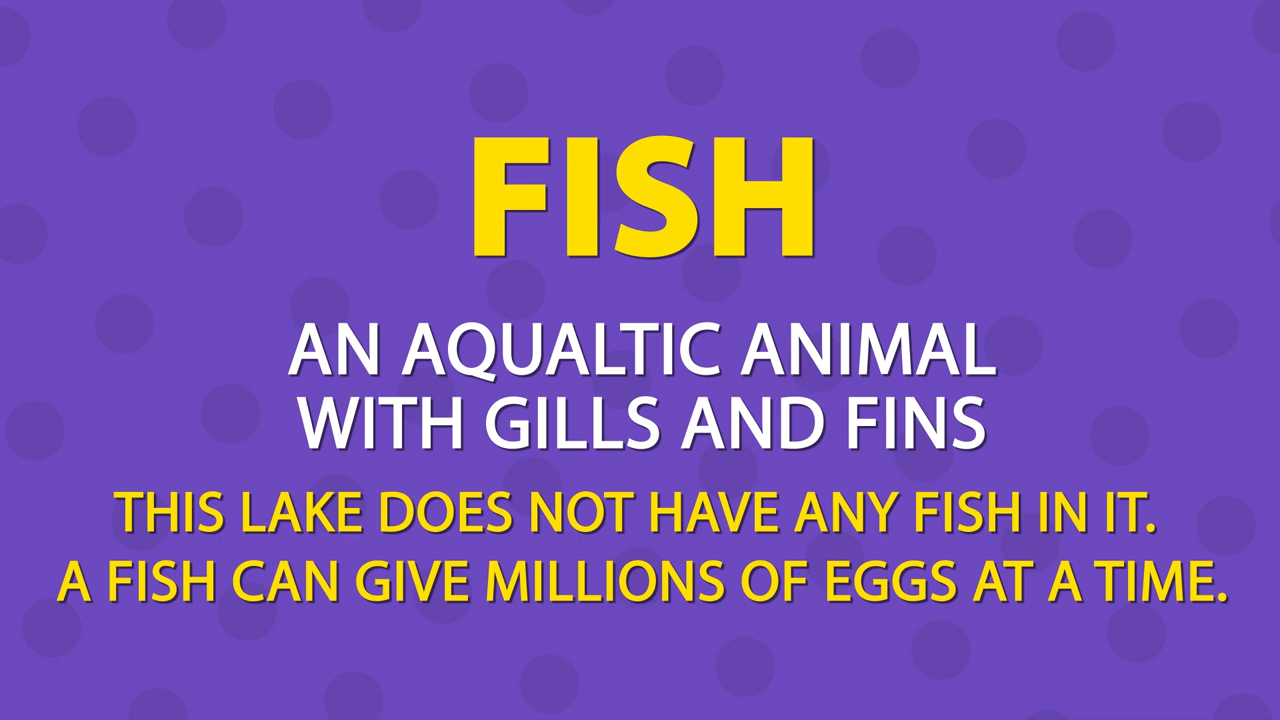 FISH
AN AQUALTIC ANIMAL
WITH GILLS AND FINS
THIS LAKE DOES NOT HAVE ANY FISH IN IT.
A FISH CAN GIVE MILLIONS OF EGGS AT A TIME.